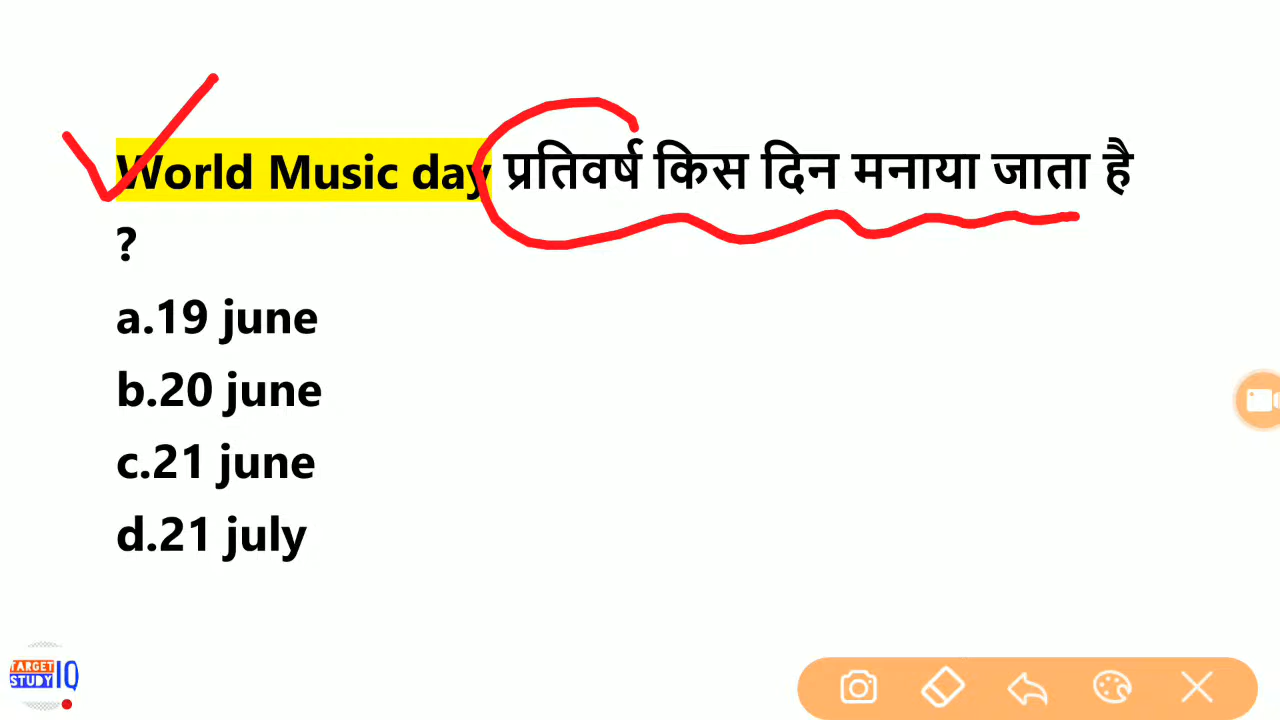 World Music day प्रतिवर्ष किस दिन मनाया जाता है
?
a.19 june
b.20 june
c.21 june
d.21 july
TARGET
STUDY IQ